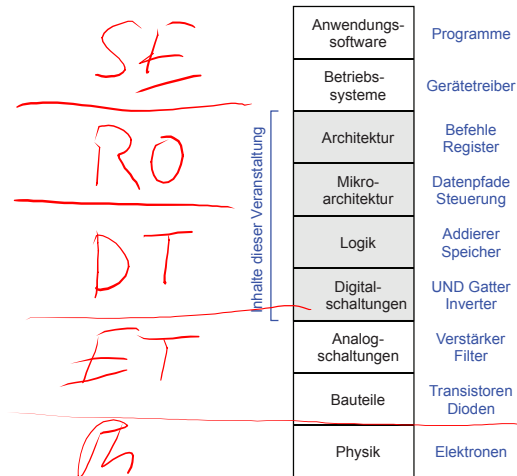 SE
RO
DT
ET
Ph
Inhalte dieser Veranstaltung
Anwendungs-
software
Programme
Betriebs-
systeme
Gerätetreiber
Architektur
Befehle
Register
Mikro-
architektur
Datenpfade
Steuerung
Logik
Addierer
Speicher
Digital-
schaltungen
UND Gatter
Inverter
Analog-
schaltungen
Verstärker
Filter
Bauteile
Transistoren
Dioden
Physik
Elektronen